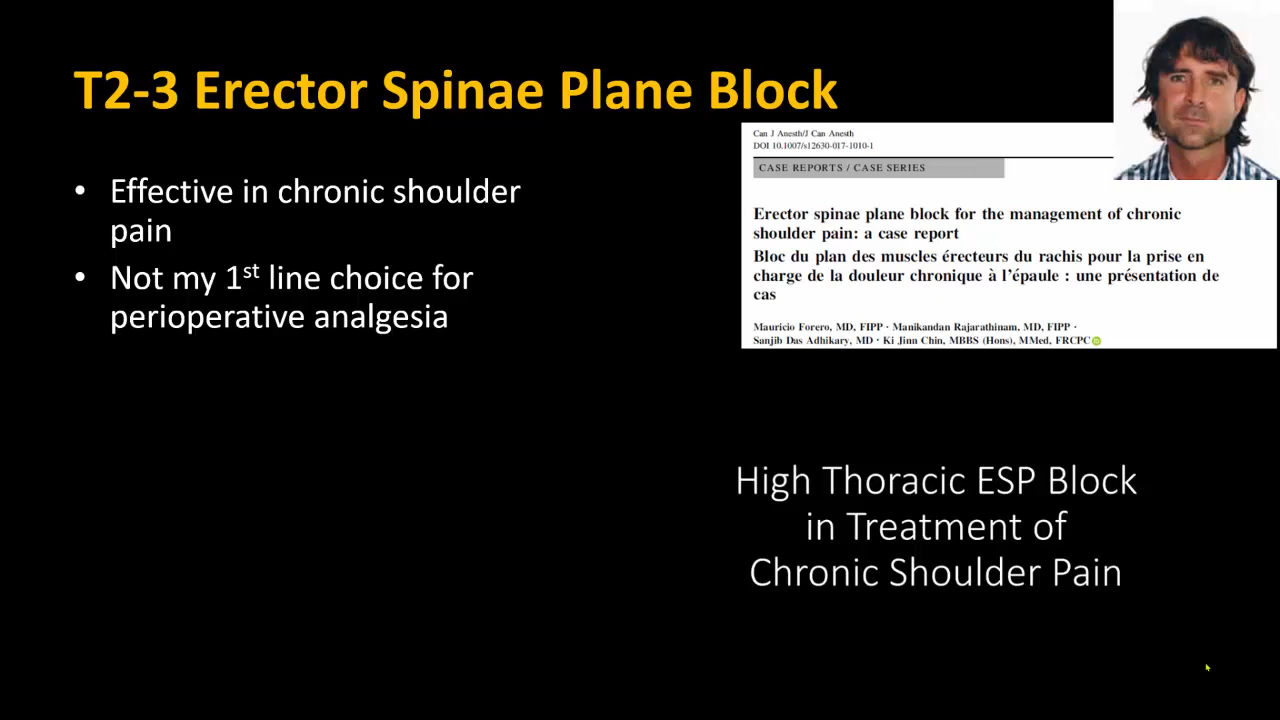 T2-3 Erector Spinae Plane Block
• Effective in chronic shoulder
pain
• Not my 1st line choice for
perioperative analgesia
Can J Anesth/J Can Anesth
DOI 10.1007/s12630-017-1010-1
CASE REPORTS / CASE SERIES
Erector spinae plane block for the management of chronic
shoulder pain: a case report
Bloc du plan des muscles érecteurs du rachis pour la prise en
charge de la douleur chronique à l'épaule : une présentation de
cas
Mauricio Forero, MD, FIPP · Manikandan Rajarathinam, MD, FIPP ·
Sanjib Das Adhikary, MD · Ki Jinn Chin, MBBS (Hons), MMed, FRCPC
High Thoracic ESP Block
in Treatment of
Chronic Shoulder Pain